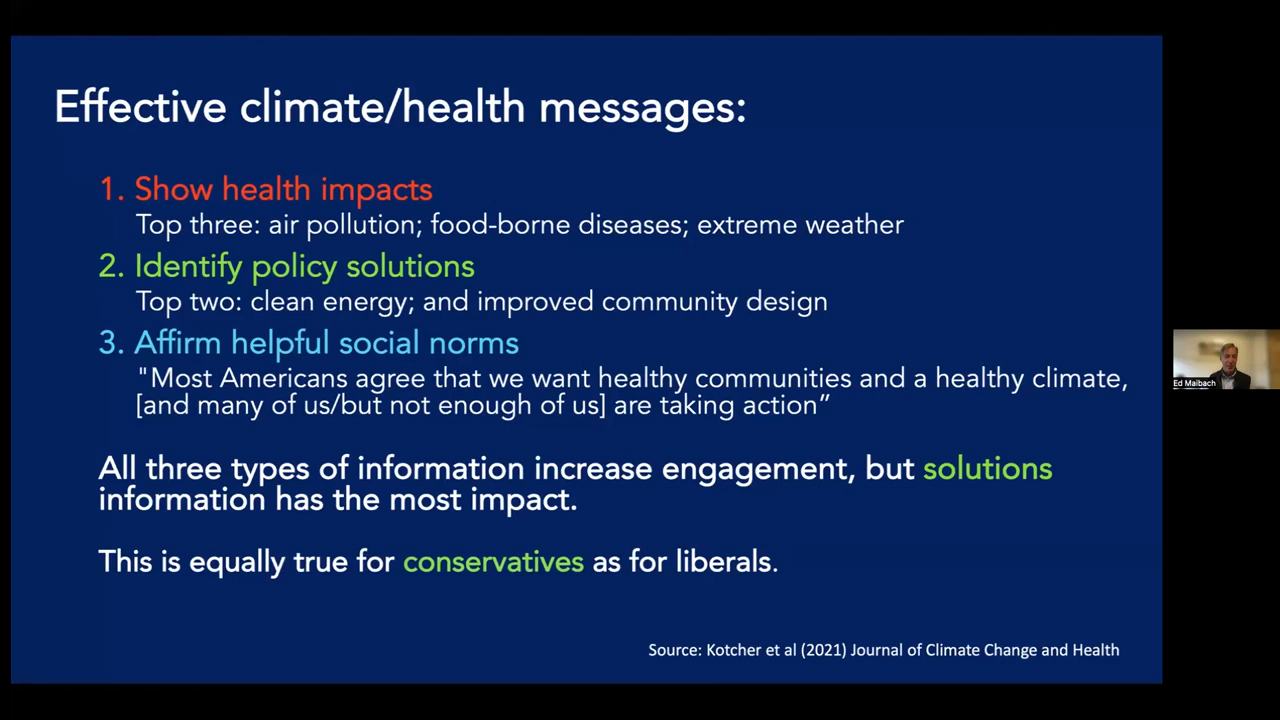 Effective climate/health messages:
1. Show health impacts
Top three: air pollution; food-borne diseases; extreme weather
2. Identify policy solutions
Top two: clean energy; and improved community design
3. Affirm helpful social norms
"Most Americans agree that we want healthy communities and a healthy climate,
[and many of us/but not enough of us] are taking action”
All three types of information increase engagement, but solutions
information has the most impact.
This is equally true for conservatives as for liberals.
Source: Kotcher et al (2021) Journal of Climate Change and Health
Ed Maibach